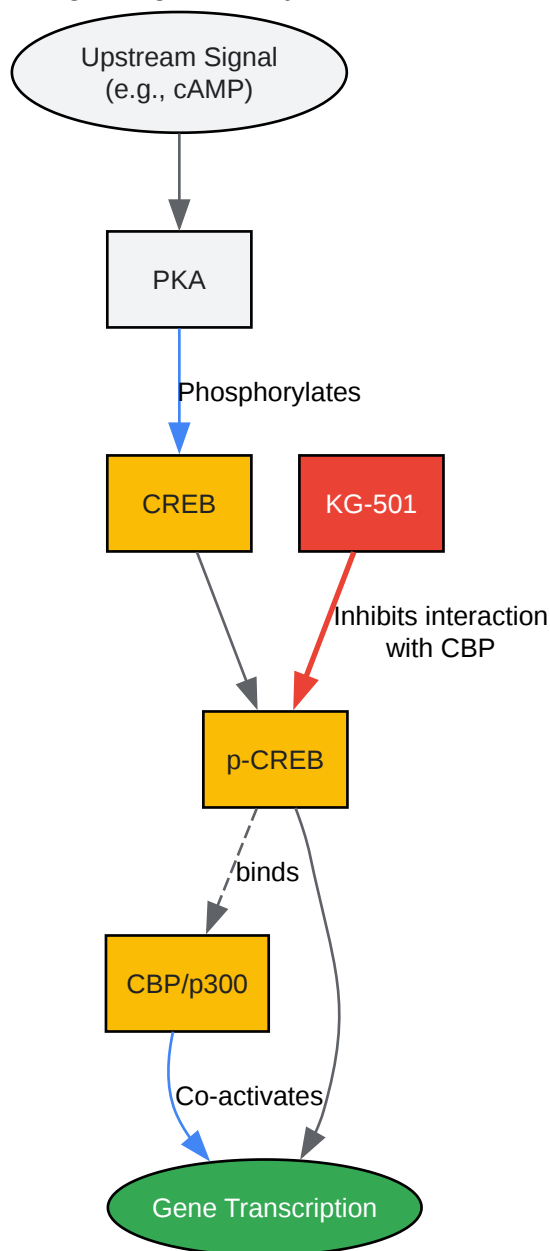 Upstream Signal
(e.g., cAMP)
PKA
Phosphorylates
CREB
KG-501
Inhibits interaction
with CBP
p-CREB
binds
CBP/p300
Co-activates
Gene Transcription